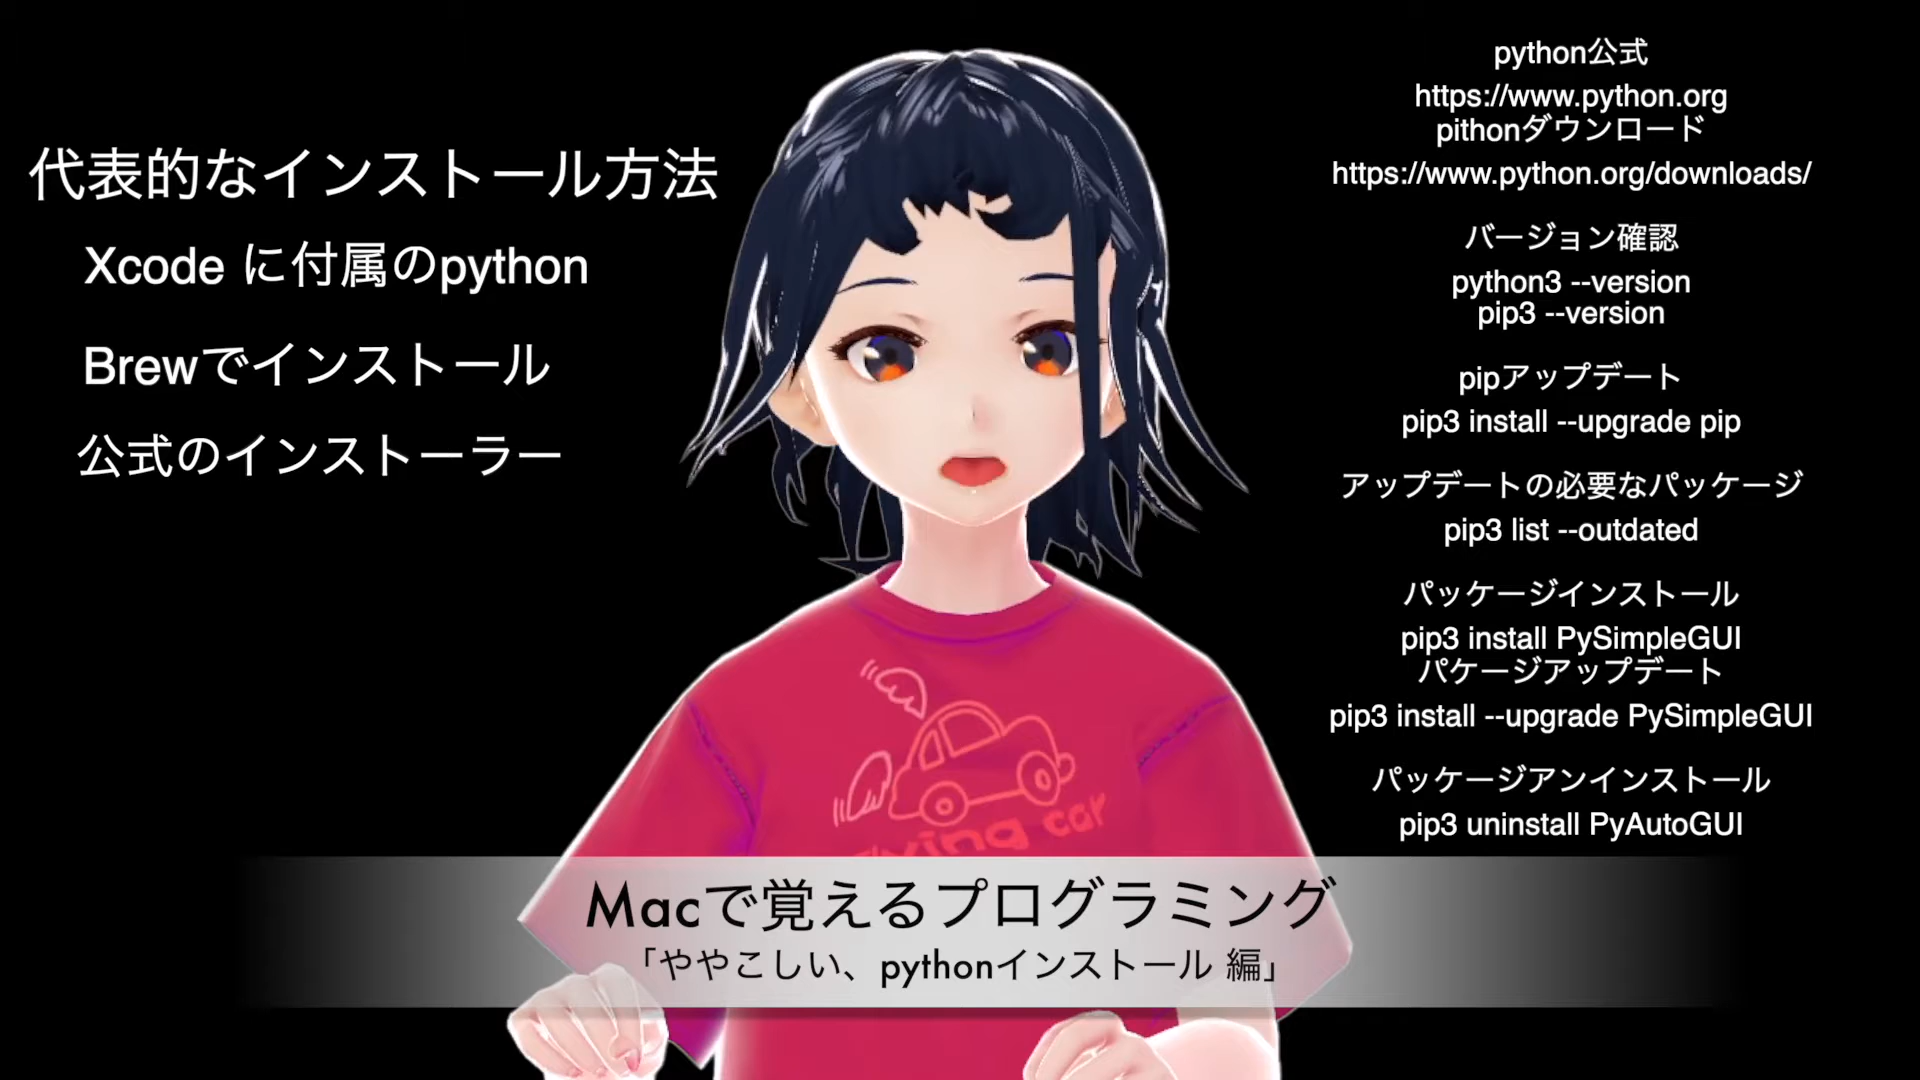 代表的なインストール方法
Xcode に付属のpython
Brewでインストール
公式のインストーラー
python公式
https://www.python.org
pithonダウンロード
https://www.python.org/downloads/
バージョン確認
python3 --version
pip3 --version
pipアップデート
pip3 install --upgrade pip
アップデートの必要なパッケージ
pip3 list --outdated
パッケージインストール
pip3 install PySimpleGUI
パケージアップデート
pip3 install --upgrade PySimpleGUI
パッケージアンインストール
pip3 uninstall PyAutoGUI
car
Macで覚えるプログラミング
「ややこしい、pythonインストール 編」